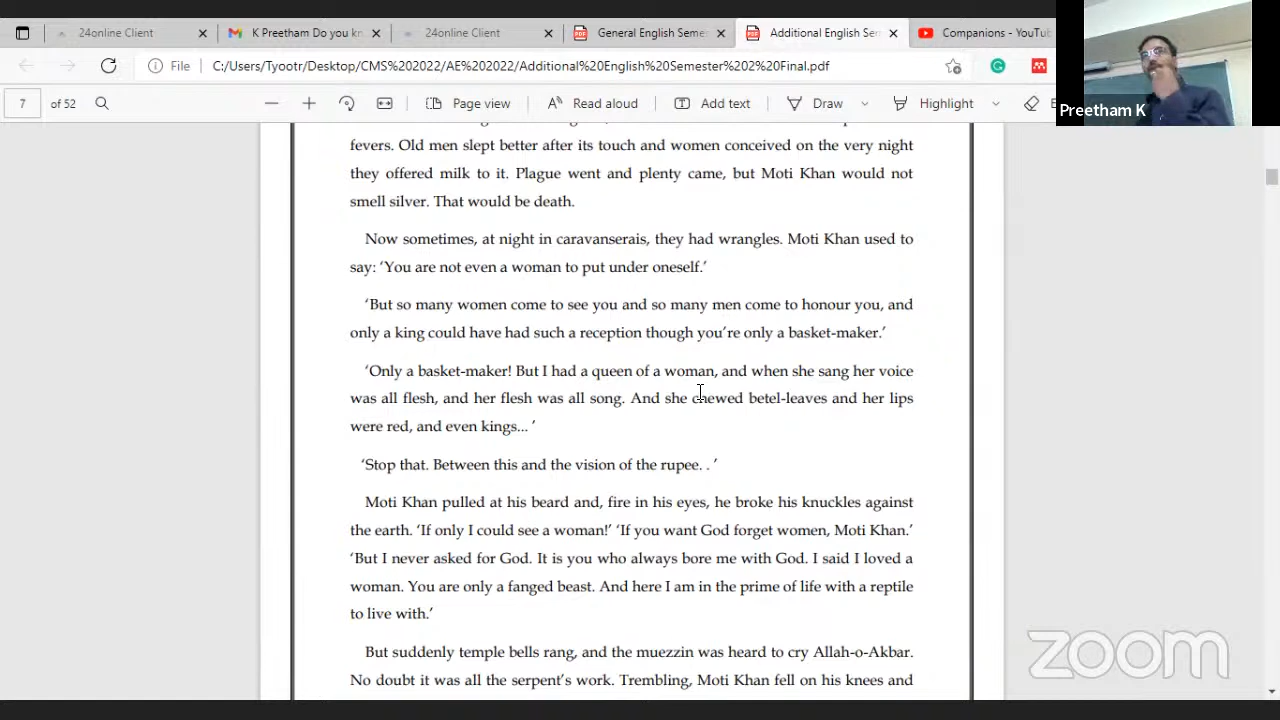 24online Client
K Preetham Do you kn
24online Client
General English Seme
Additional English Sem
Companions - YouTu
File
C:/Users/Tyootr/Desktop/CMS%202022/Aec%2022/Additional%20English%20Semester%202%20Final.pdf
7 of 52
Page view
Read aloud
Add text
Draw
Highlight
Preetham K
fevers. Old men slept better after its touch and women conceived on the very night
they offered milk to it. Plague went and plenty came, but Moti Khan would not
smell silver. That would be death.
Now sometimes, at night in caravanserais, they had wrangles. Moti Khan used to
say: ‘You are not even a woman to put under oneself.’
‘But so many women come to see you and so many men come to honour you, and
only a king could have had such a reception though you’re only a basket-maker.’
‘Only a basket-maker! But I had a queen of a woman, and when she sang her voice
was all flesh, and her flesh was all song. And she chewed betel-leaves and her lips
were red, and even kings... ’
‘Stop that. Between this and the vision of the rupee. . ’
Moti Khan pulled at his beard and, fire in his eyes, he broke his knuckles against
the earth. ‘If only I could see a woman!’ ‘If you want God forget women, Moti Khan.’
‘But I never asked for God. It is you who always bore me with God. I said I loved a
woman. You are only a fanged beast. And here I am in the prime of life with a reptile
to live with.’
But suddenly temple bells rang, and the muezzin was heard to cry Allah-o-Akbar.
No doubt it was all the serpent’s work. Trembling, Moti Khan fell on his knees and
zoom